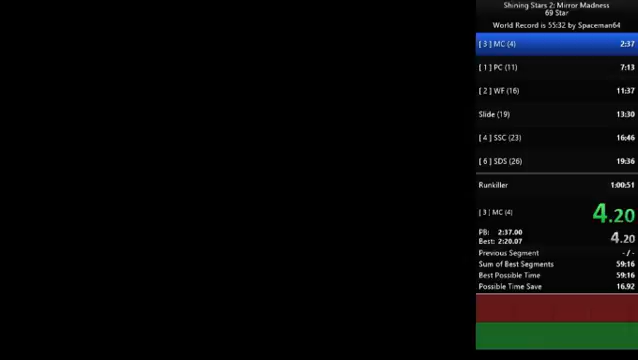 Shining Stars 2: Mirror Madness
69 Star
World Record is 55:32 by Spaceman64
[ 3 ] MC (4) 2:37
[ 1 ] PC (11) 7:13
[ 2 ] WF (16) 11:37
Slide (19) 13:30
[ 4 ] SSC (23) 16:46
[ 6 ] SDS (26) 19:36
Runkiller 1:00:51
[ 3 ] MC (4) 4.20
PB: 2:37.00
Best: 2:20.07 4.20
Previous Segment - / -
Sum of Best Segments 59:16
Best Possible Time 59:16
Possible Time Save 16.92